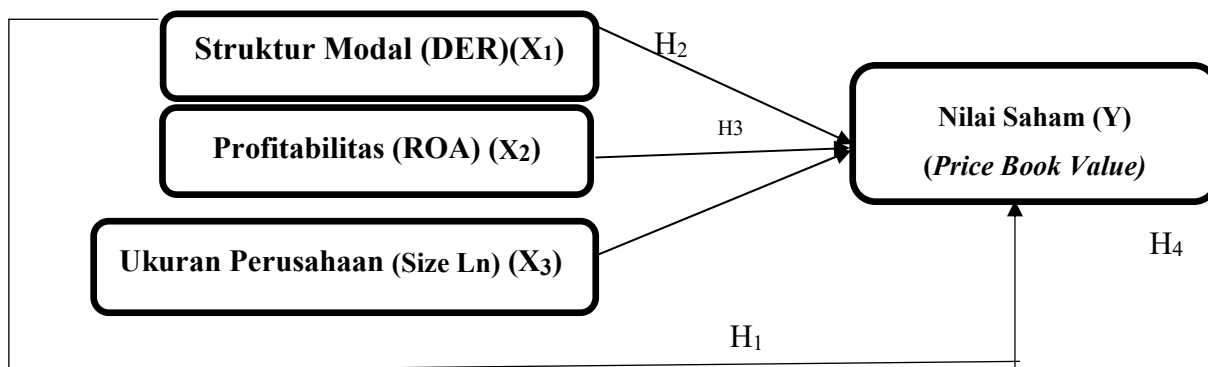 Struktur Modal (DER)(X₁)
H₂
Profitabilitas (ROA) (X₂)
H3
Nilai Saham (Y)
(Price Book Value)
Ukuran Perusahaan (Size Ln) (X₃)
H₄
H₁